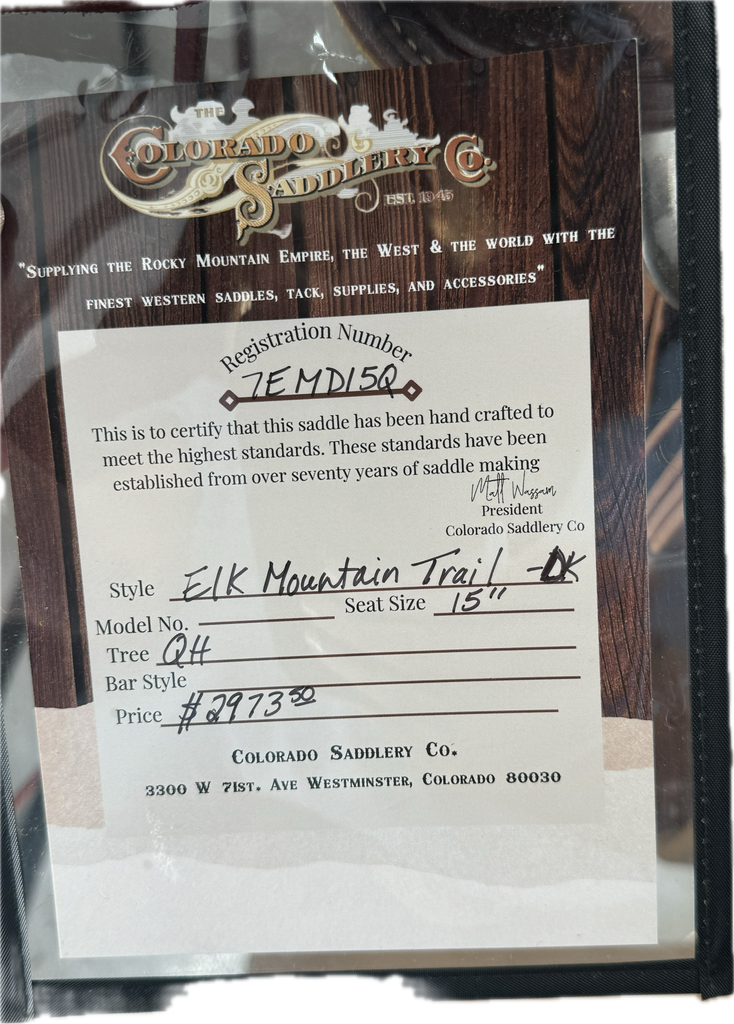 THE
COLORADO
SADDLERY CO.
EST. 1945
"SUPPLYING THE ROCKY MOUNTAIN EMPIRE, THE WEST & THE WORLD WITH THE
FINEST WESTERN SADDLES, TACK, SUPPLIES, AND ACCESSORIES"
Registration Number
7EMD15Q
This is to certify that this saddle has been hand crafted to
meet the highest standards. These standards have been
established from over seventy years of saddle making
Matt Wassam
President
Colorado Saddlery Co
Style Elk Mountain Trail -DK
Model No. Seat Size 15"
Tree QH
Bar Style
Price $2973 50
COLORADO SADDLERY CO.
3300 W 71ST. AVE WESTMINSTER, COLORADO 80030